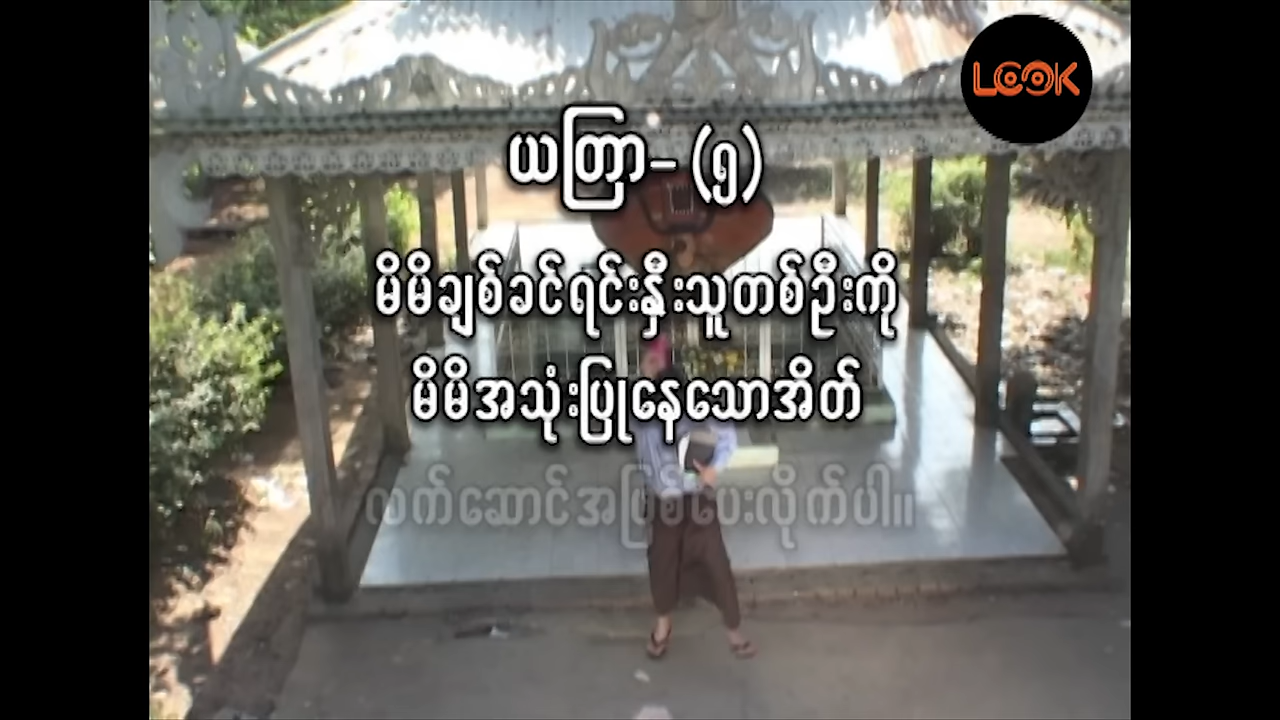 LOOK
ယတြာ- (၅)
မိမိချစ်ခင်ရင်းနှီးသူတစ်ဦးကို
မိမိအသုံးပြုနေသောအိတ်
လက်ဆောင်အဖြစ်ပေးလိုက်ပါ။